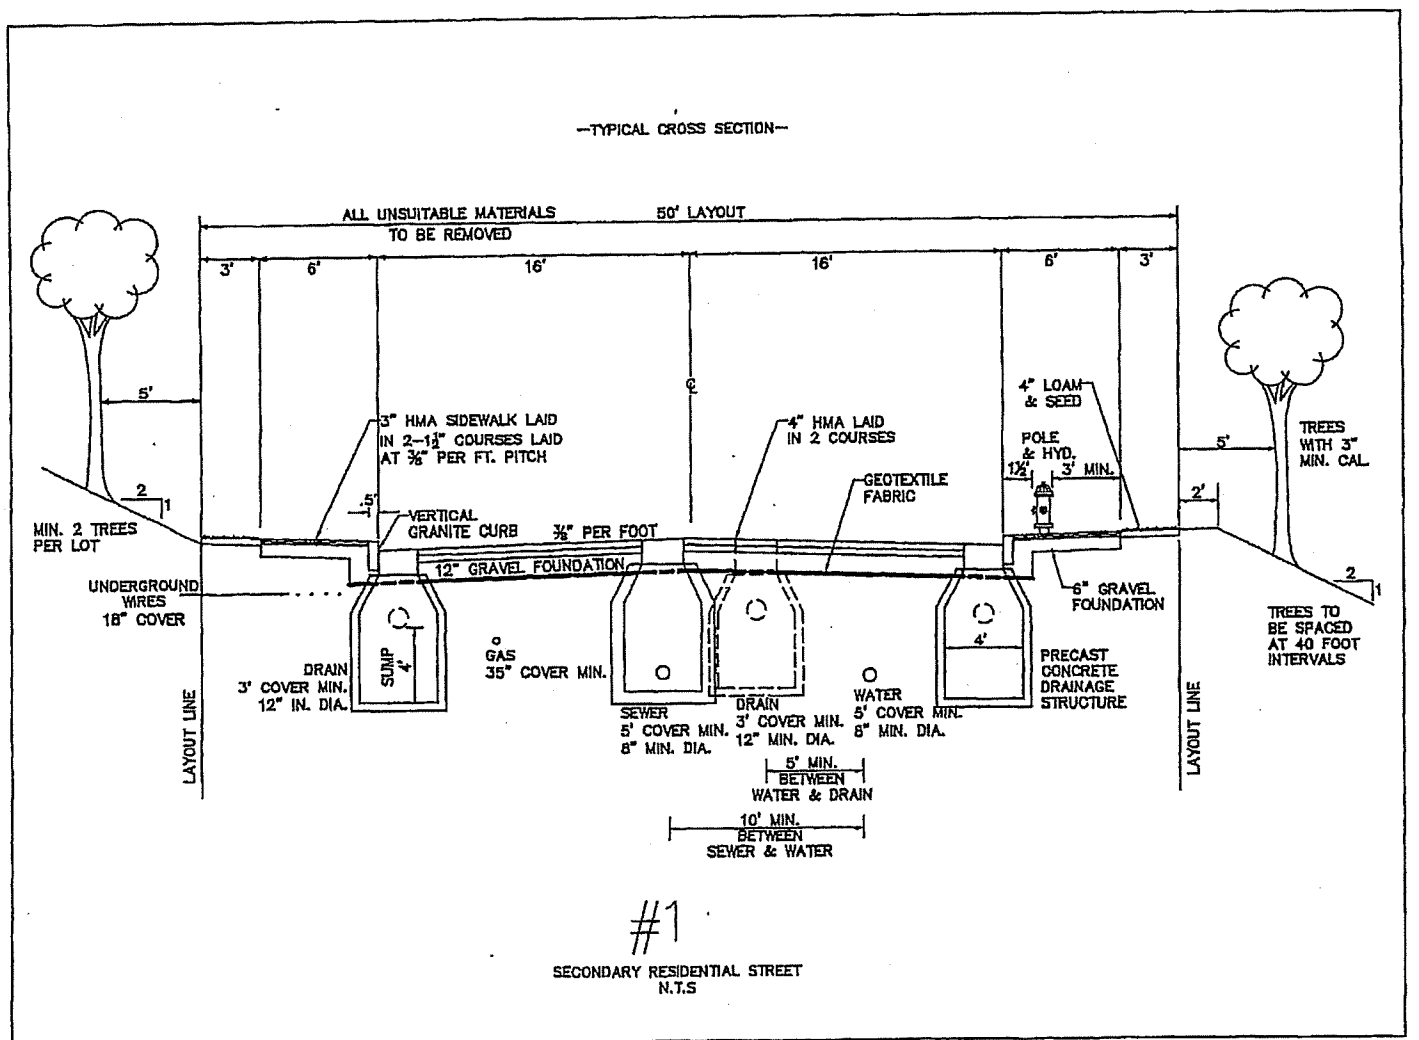 -TYPICAL CROSS SECTION-
ALL UNSUITABLE MATERIALS
TO BE REMOVED
50' LAYOUT
3'
6'
16'
16'
6'
3'
5'
3" HMA SIDEWALK LAID
IN 2-1½" COURSES LAID
AT ⅜" PER FT. PITCH
.5'
VERTICAL
GRANITE CURB
⅜" PER FOOT
12" GRAVEL FOUNDATION
℄
4" HMA LAID
IN 2 COURSES
GEOTEXTILE
FABRIC
4" LOAM
& SEED
POLE
& HYD.
1½'
3' MIN.
5'
2'
TREES
WITH 3"
MIN. CAL.
2
1
MIN. 2 TREES
PER LOT
UNDERGROUND
WIRES
18" COVER
2
1
6" GRAVEL
FOUNDATION
TREES TO
BE SPACED
AT 40 FOOT
INTERVALS
DRAIN
3' COVER MIN.
12" IN. DIA.
SUMP
4'
GAS
35" COVER MIN.
SEWER
5' COVER MIN.
8" MIN. DIA.
DRAIN
3' COVER MIN.
12" MIN. DIA.
WATER
5' COVER MIN.
8" MIN. DIA.
4'
PRECAST
CONCRETE
DRAINAGE
STRUCTURE
LAYOUT LINE
LAYOUT LINE
5' MIN.
BETWEEN
WATER & DRAIN
10' MIN.
BETWEEN
SEWER & WATER
#1
SECONDARY RESIDENTIAL STREET
N.T.S